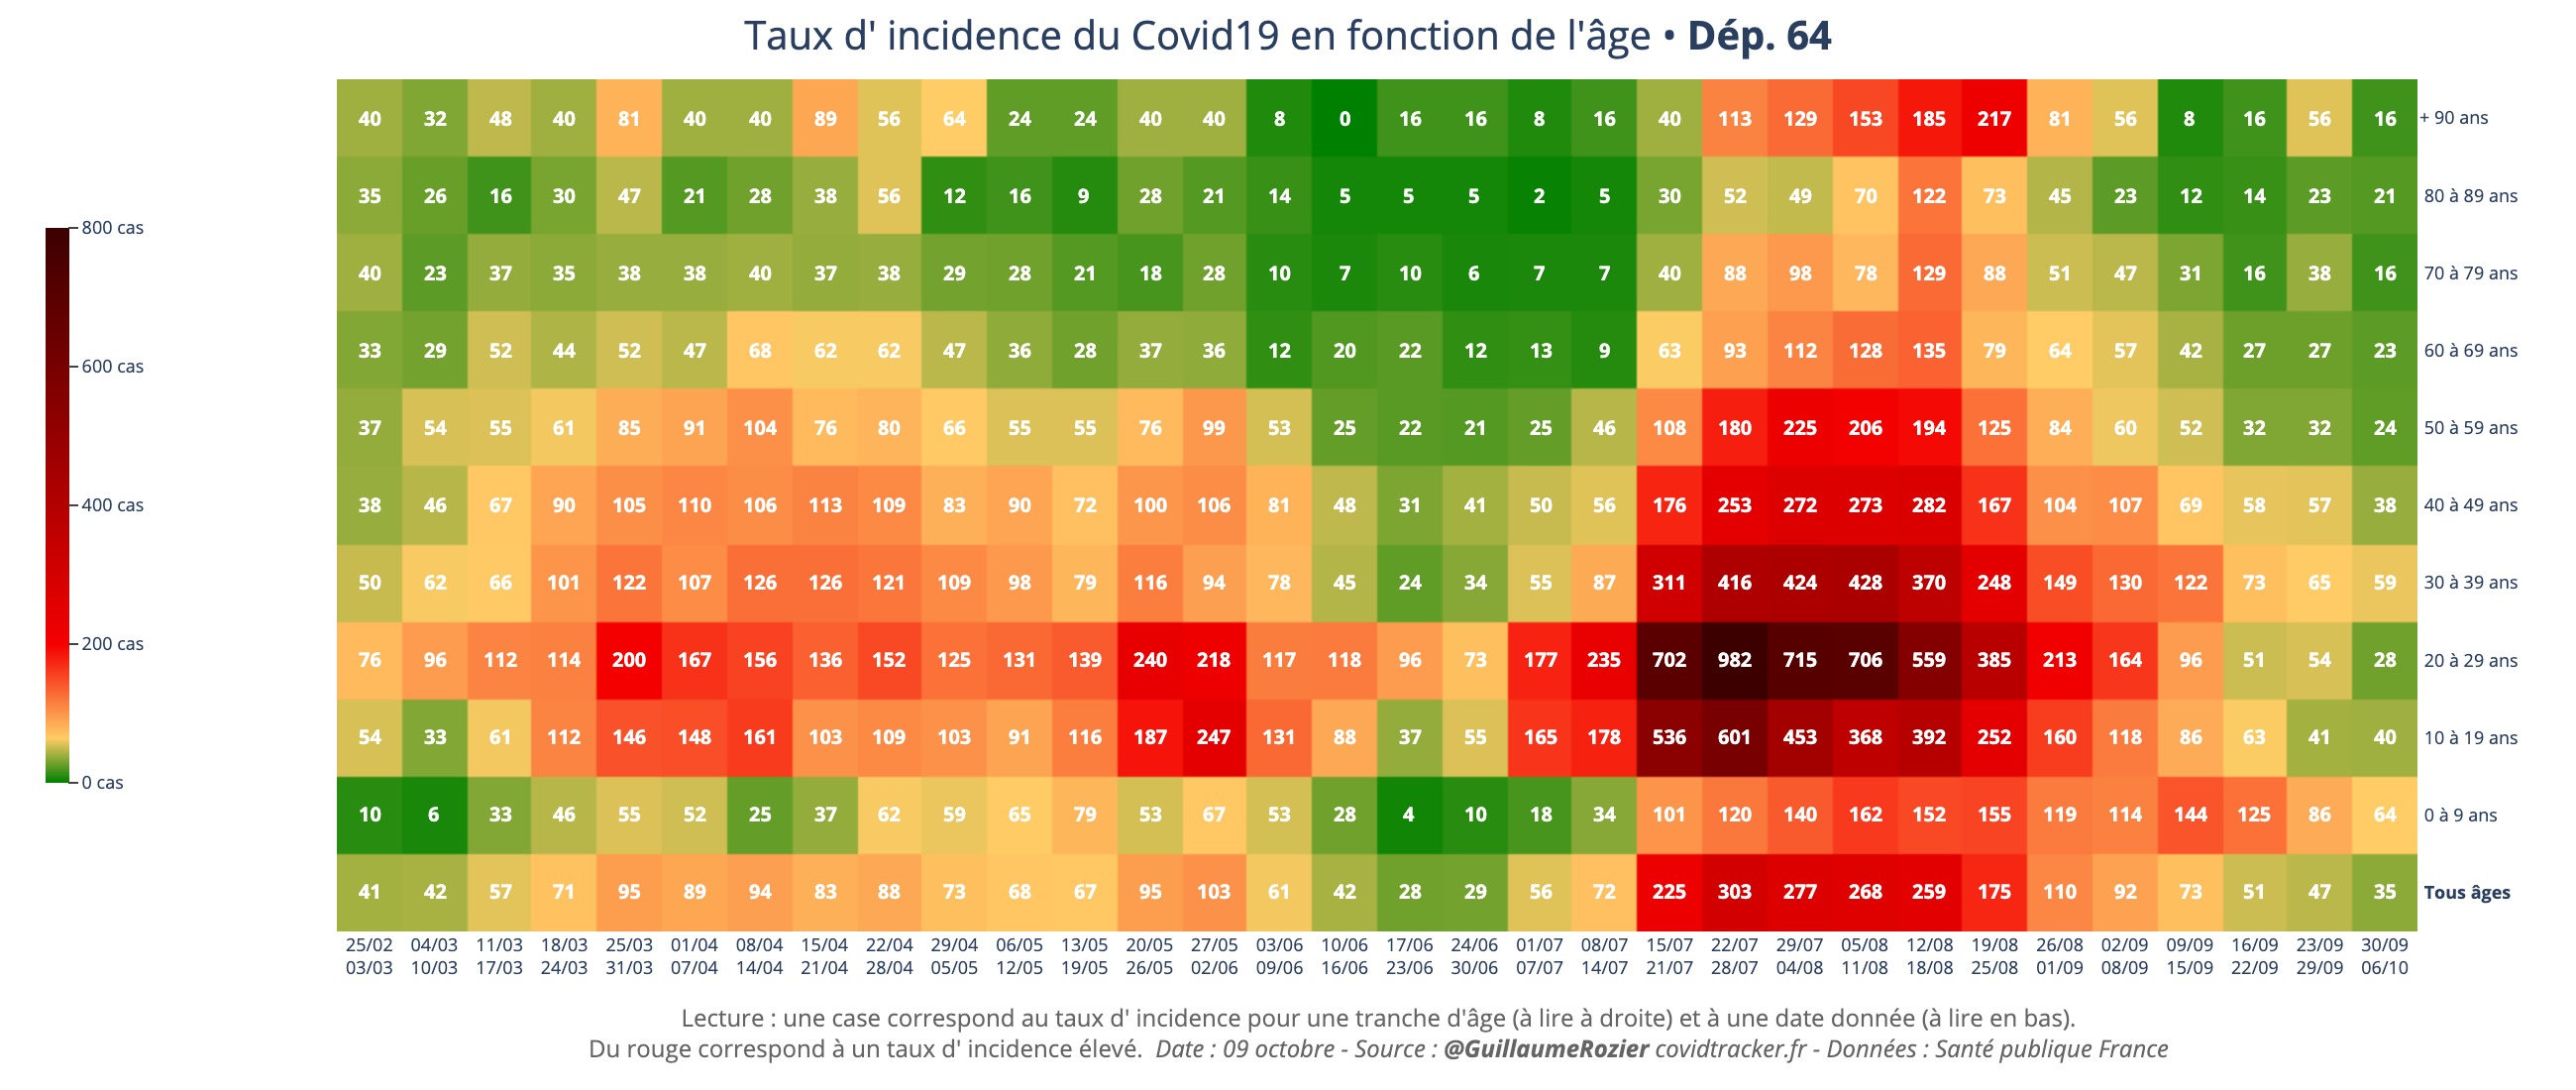 Taux d' incidence du Covid19 en fonction de l'âge • Dép. 64
800 cas
600 cas
400 cas
200 cas
0 cas
40 32 48 40 81 40 40 89 56 64 24 24 40 40 8 0 16 16 8 16 40 113 129 153 185 217 81 56 8 16 56 16 + 90 ans
35 26 16 30 47 21 28 38 56 12 16 9 28 21 14 5 5 5 2 5 30 52 49 70 122 73 45 23 12 14 23 21 80 à 89 ans
40 23 37 35 38 38 40 37 38 29 28 21 18 28 10 7 10 6 7 7 40 88 98 78 129 88 51 47 31 16 38 16 70 à 79 ans
33 29 52 44 52 47 68 62 62 47 36 28 37 36 12 20 22 12 13 9 63 93 112 128 135 79 64 57 42 27 27 23 60 à 69 ans
37 54 55 61 85 91 104 76 80 66 55 55 76 99 53 25 22 21 25 46 108 180 225 206 194 125 84 60 52 32 32 24 50 à 59 ans
38 46 67 90 105 110 106 113 109 83 90 72 100 106 81 48 31 41 50 56 176 253 272 273 282 167 104 107 69 58 57 38 40 à 49 ans
50 62 66 101 122 107 126 126 121 109 98 79 116 94 78 45 24 34 55 87 311 416 424 428 370 248 149 130 122 73 65 59 30 à 39 ans
76 96 112 114 200 167 156 136 152 125 131 139 240 218 117 118 96 73 177 235 702 982 715 706 559 385 213 164 96 51 54 28 20 à 29 ans
54 33 61 112 146 148 161 103 109 103 91 116 187 247 131 88 37 55 165 178 536 601 453 368 392 252 160 118 86 63 41 40 10 à 19 ans
10 6 33 46 55 52 25 37 62 59 65 79 53 67 53 28 4 10 18 34 101 120 140 162 152 155 119 114 144 125 86 64 0 à 9 ans
41 42 57 71 95 89 94 83 88 73 68 67 95 103 61 42 28 29 56 72 225 303 277 268 259 175 110 92 73 51 47 35 Tous âges
25/02 04/03 11/03 18/03 25/03 01/04 08/04 15/04 22/04 29/04 06/05 13/05 20/05 27/05 03/06 10/06 17/06 24/06 01/07 08/07 15/07 22/07 29/07 05/08 12/08 19/08 26/08 02/09 09/09 16/09 23/09 30/09
03/03 10/03 17/03 24/03 31/03 07/04 14/04 21/04 28/04 05/05 12/05 19/05 26/05 02/06 09/06 16/06 23/06 30/06 07/07 14/07 21/07 28/07 04/08 11/08 18/08 25/08 01/09 08/09 15/09 22/09 29/09 06/10
Lecture : une case correspond au taux d' incidence pour une tranche d'âge (à lire à droite) et à une date donnée (à lire en bas).
Du rouge correspond à un taux d' incidence élevé. Date : 09 octobre - Source : @GuillaumeRozier covidtracker.fr - Données : Santé publique France